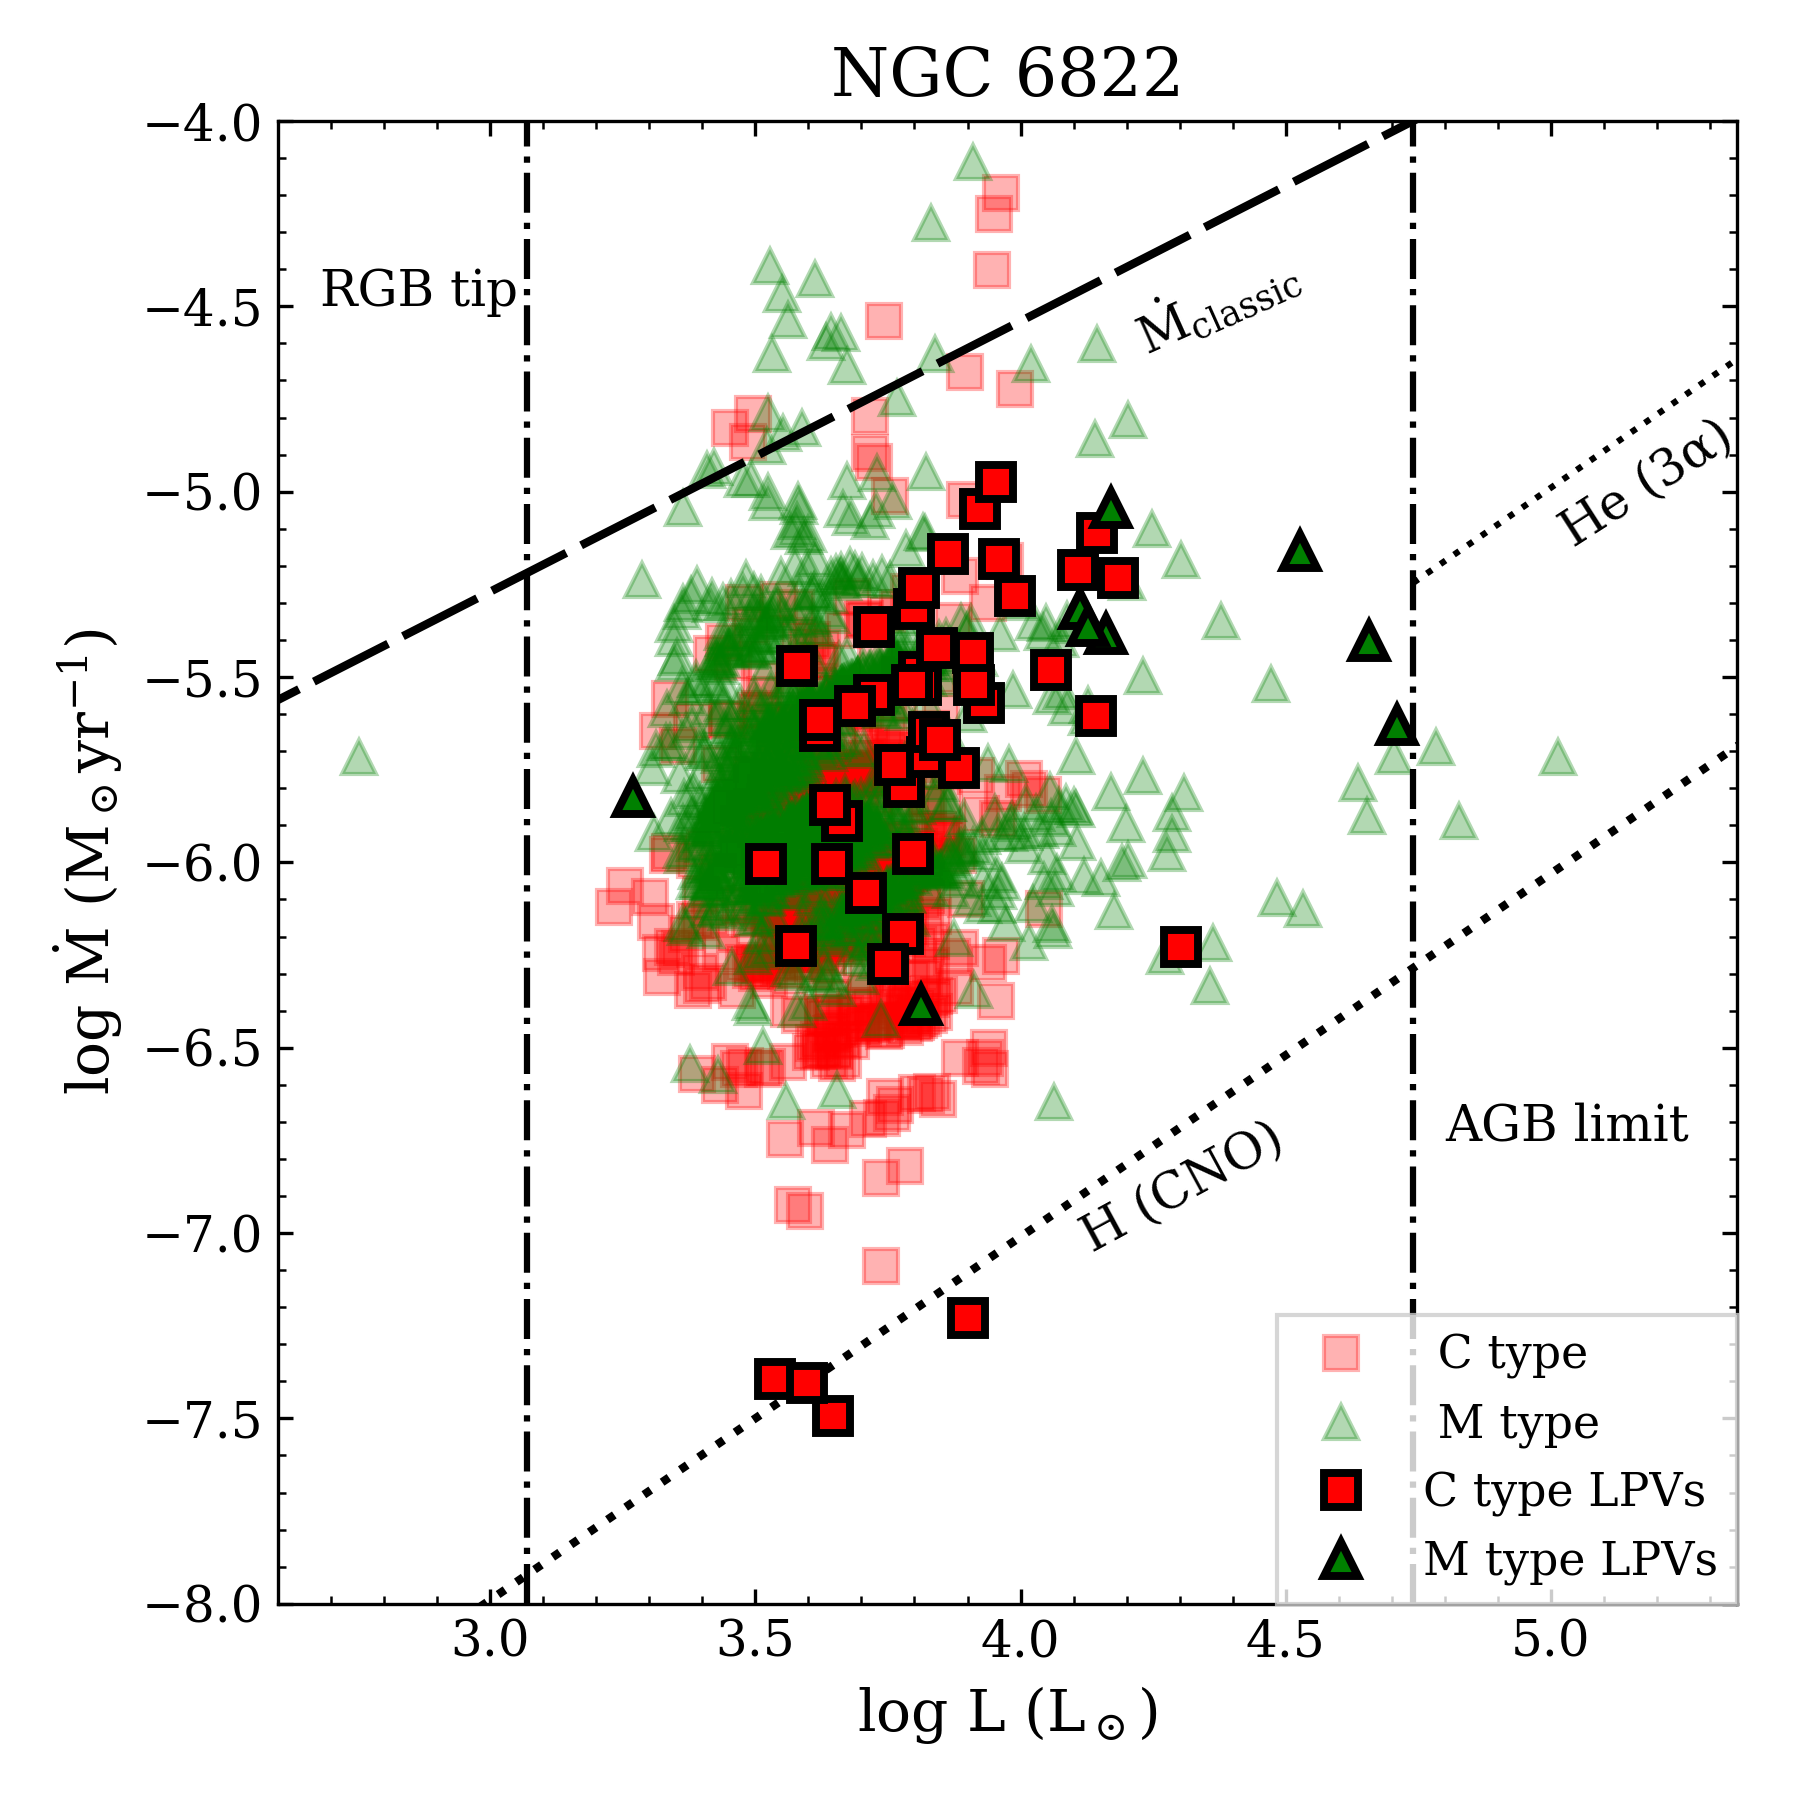 NGC 6822
−4.0
−4.5
−5.0
−5.5
−6.0
−6.5
−7.0
−7.5
−8.0
log Ṁ (M⊙yr⁻¹)
RGB tip
Ṁclassic
He (3α)
H (CNO)
AGB limit
C type
M type
C type LPVs
M type LPVs
3.0 3.5 4.0 4.5 5.0
log L (L⊙)